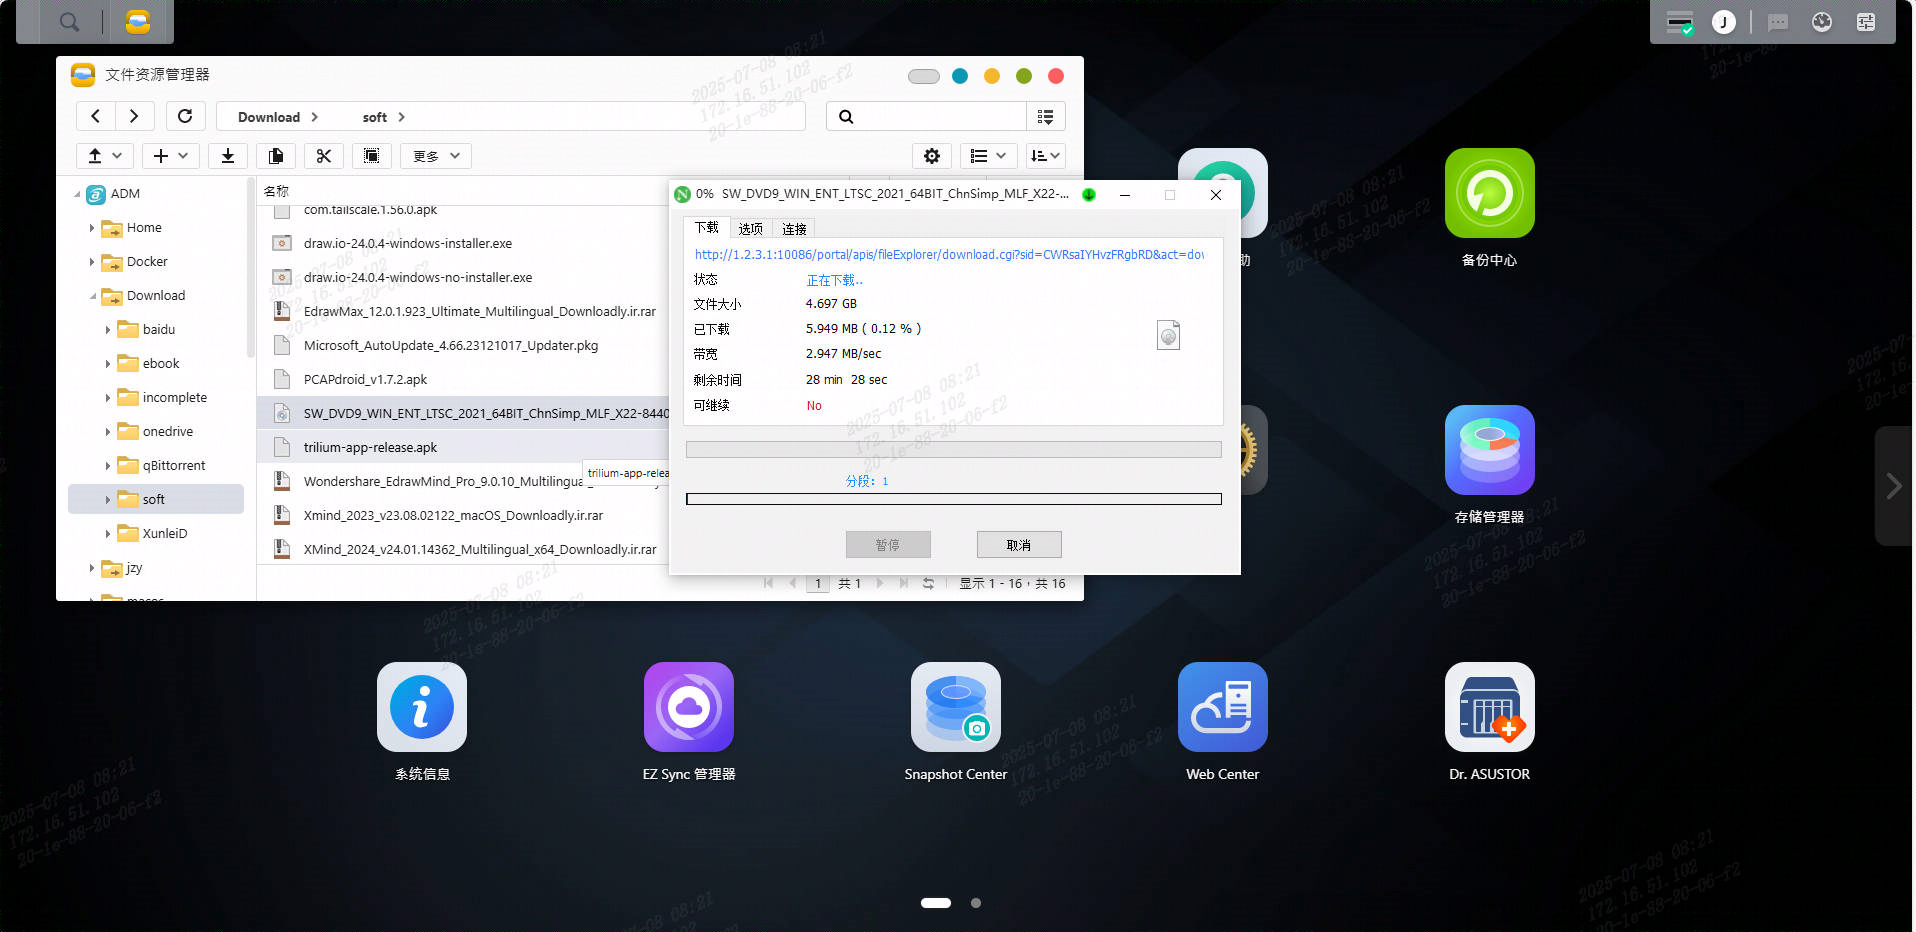 J
文件资源管理器
Download
soft
更多
ADM
Home
Docker
Download
baidu
ebook
incomplete
onedrive
qBittorrent
soft
XunleiD
jzy
名称
com.tailscale.1.56.0.apk
draw.io-24.0.4-windows-installer.exe
draw.io-24.0.4-windows-no-installer.exe
EdrawMax_12.0.1.923_Ultimate_Multilingual_Downloadly.ir.rar
Microsoft_AutoUpdate_4.66.23121017_Updater.pkg
PCAPdroid_v1.7.2.apk
SW_DVD9_WIN_ENT_LTSC_2021_64BIT_ChnSimp_MLF_X22-8440
trilium-app-release.apk
trilium-app-relea
Wondershare_EdrawMind_Pro_9.0.10_Multilingual_
Xmind_2023_v23.08.02122_macOS_Downloadly.ir.rar
XMind_2024_v24.01.14362_Multilingual_x64_Downloadly.ir.rar
1 共 1
显示 1 - 16，共 16
0% SW_DVD9_WIN_ENT_LTSC_2021_64BIT_ChnSimp_MLF_X22-...
下载 选项 连接
http://1.2.3.1:10086/portal/apis/fileExplorer/download.cgi?sid=CWRsaIYHvzFRgbRD&act=dov
状态 正在下载..
文件大小 4.697 GB
已下载 5.949 MB ( 0.12 % )
带宽 2.947 MB/sec
剩余时间 28 min 28 sec
可继续 No
分段： 1
暂停 取消
助
备份中心
存储管理器
系统信息
EZ Sync 管理器
Snapshot Center
Web Center
Dr. ASUSTOR
2025-07-08 08:21
172.16.51.102
20-1e-88-20-06-f2